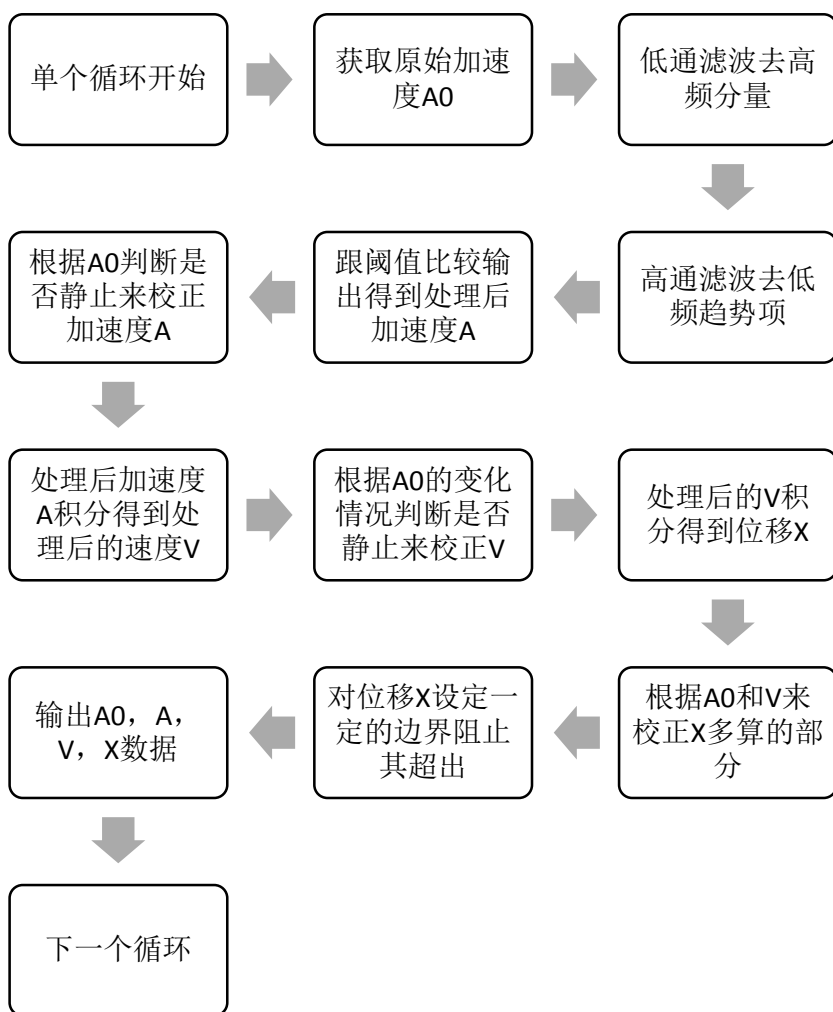 单个循环开始
获取原始加速
度A0
低通滤波去高
频分量
高通滤波去低
频趋势项
跟阈值比较输
出得到处理后
加速度A
根据A0判断是
否静止来校正
加速度A
处理后加速度
A积分得到处
理后的速度V
根据A0的变化
情况判断是否
静止来校正V
处理后的V积
分得到位移X
根据A0和V来
校正X多算的部
分
对位移X设定一
定的边界阻止
其超出
输出A0，A，
V，X数据
下一个循环